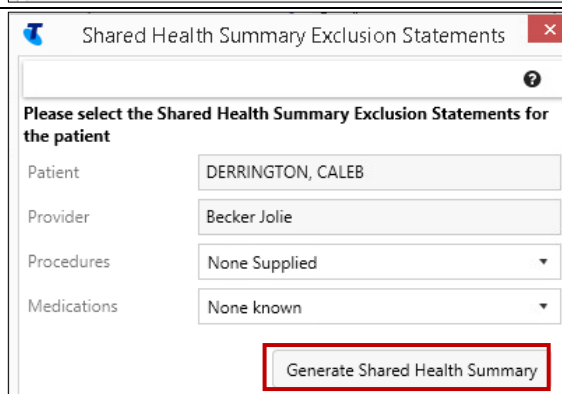 Shared Health Summary Exclusion Statements
Please select the Shared Health Summary Exclusion Statements for
the patient
Patient DERRINGTON, CALEB
Provider Becker Jolie
Procedures None Supplied
Medications None known
Generate Shared Health Summary